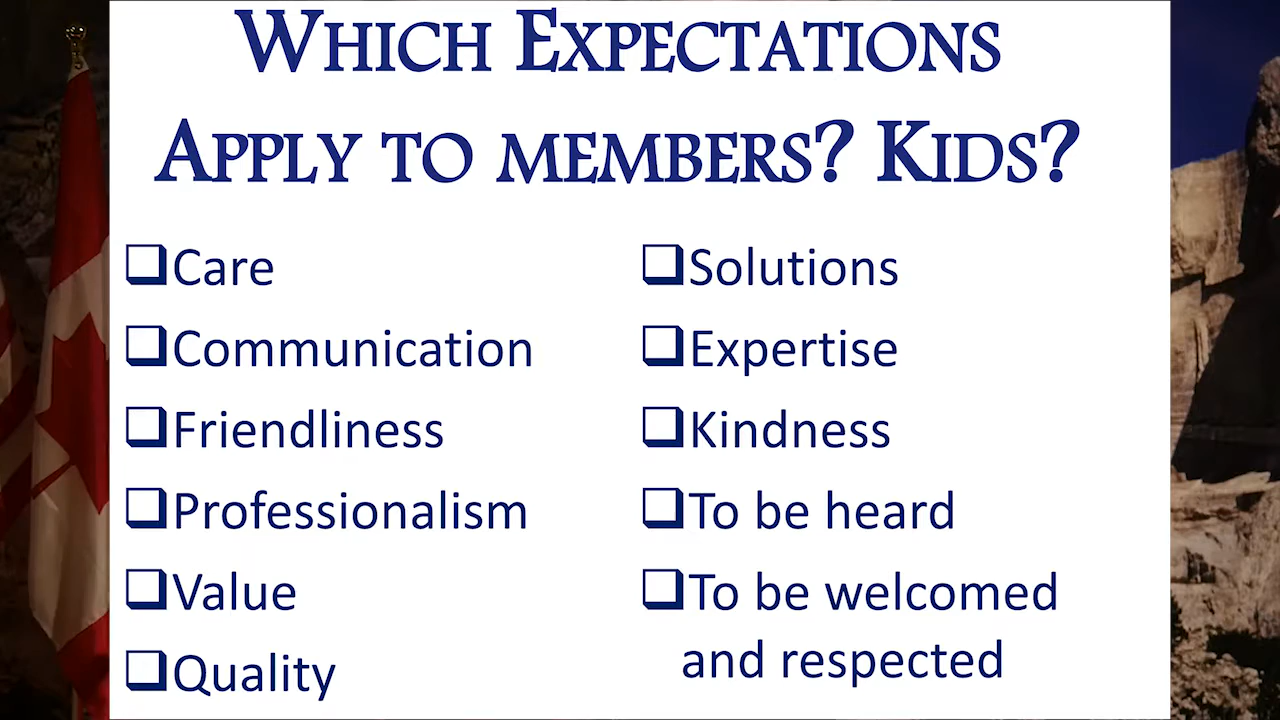 WHICH EXPECTATIONS
APPLY TO MEMBERS? KIDS?
Care
Communication
Friendliness
Professionalism
Value
Quality
Solutions
Expertise
Kindness
To be heard
To be welcomed
and respected